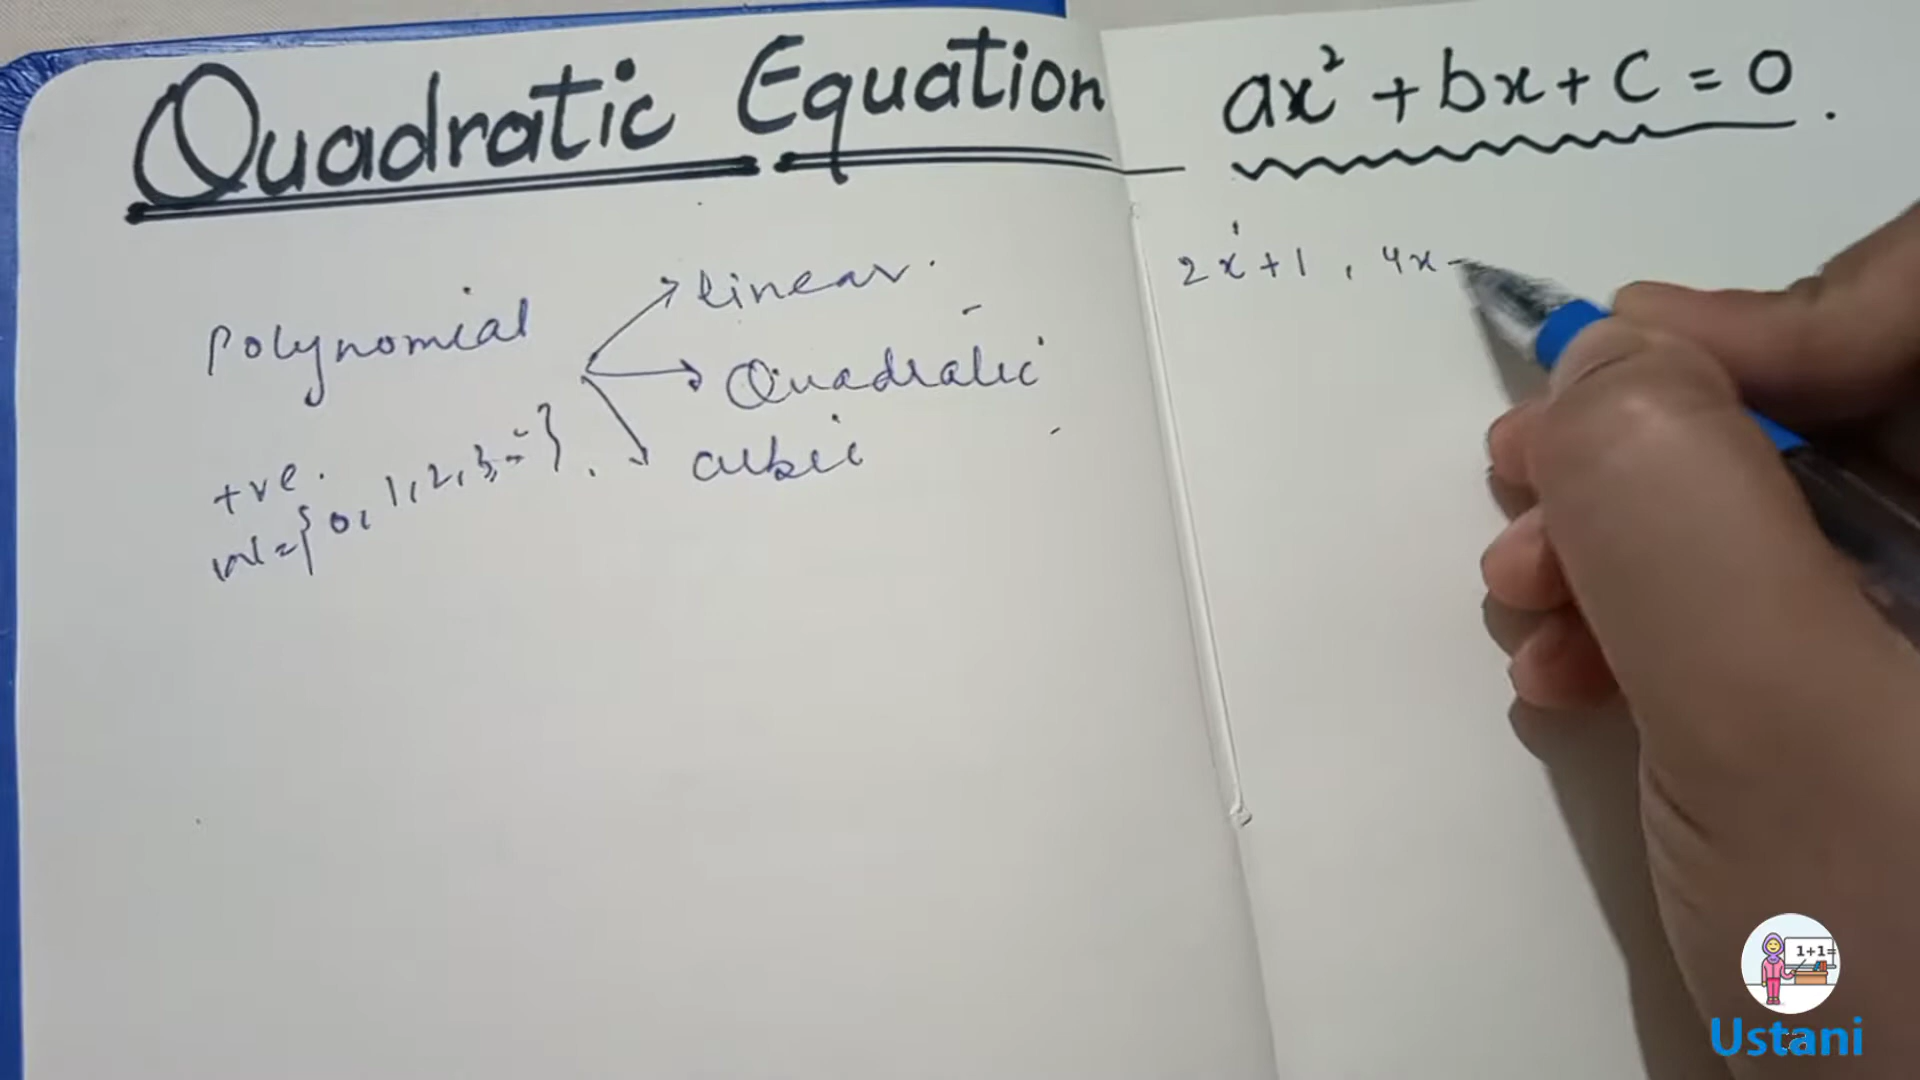 Quadratic Equation
ax² + bx + c = 0.
Polynomial
linear.
Quadratic
cubic
+ve.
int = {0, 1, 2, 3, --}.
2x¹+1, 4x-
1+1=
Ustani